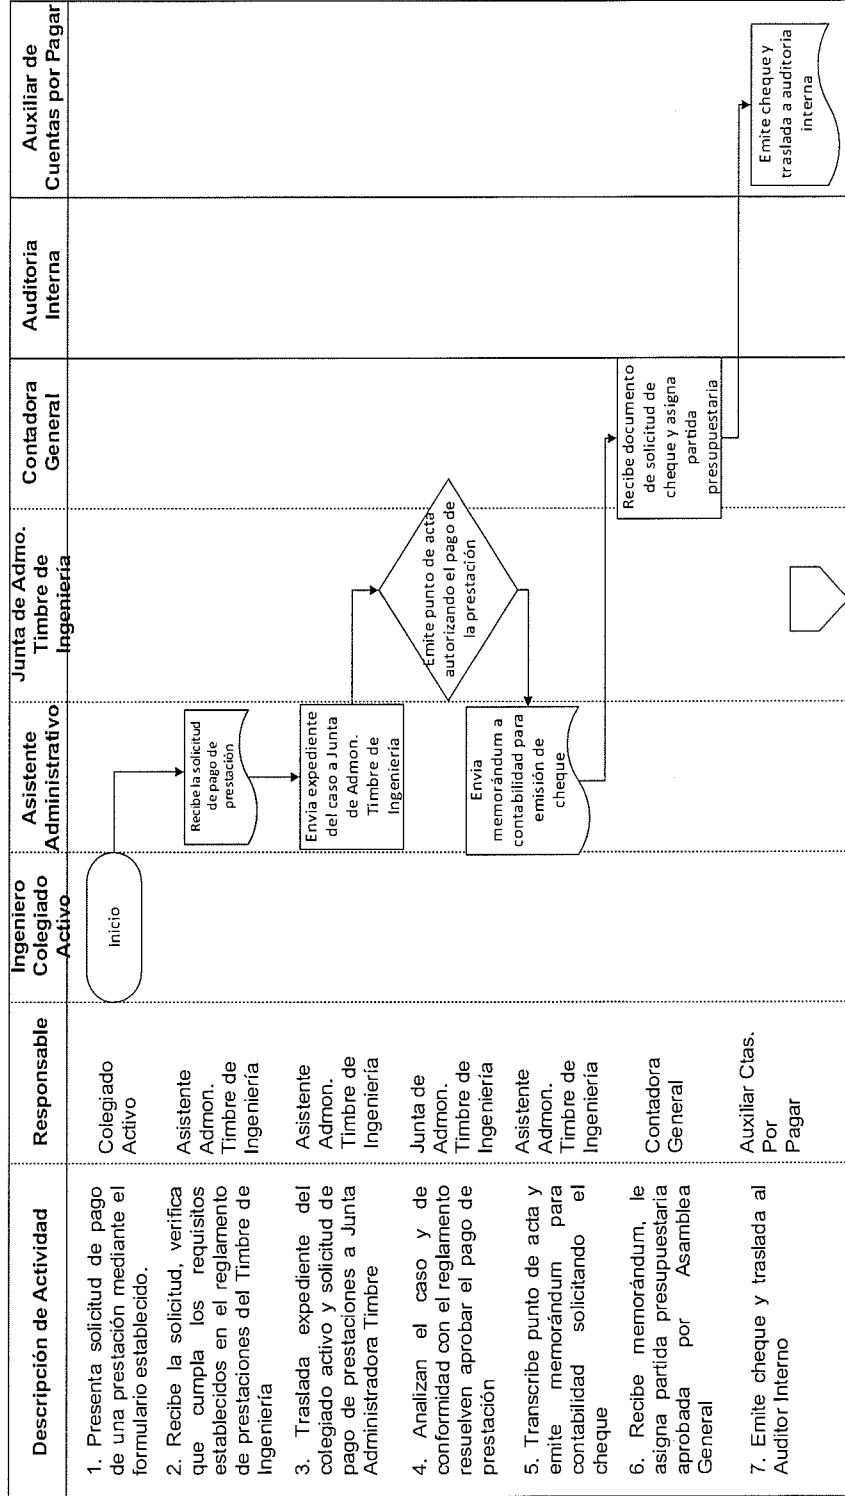 Descripción de Actividad
Responsable
Ingeniero
Colegiado
Activo
Asistente
Administrativo
Junta de Admo.
Timbre de
Ingeniería
Contadora
General
Auditoria
Interna
Auxiliar de
Cuentas por Pagar
1. Presenta solicitud de pago
de una prestación mediante el
formulario establecido.
Colegiado
Activo
Inicio
2. Recibe la solicitud, verifica
que cumpla los requisitos
establecidos en el reglamento
de prestaciones del Timbre de
Ingeniería
Asistente
Admon.
Timbre de
Ingeniería
Recibe la solicitud
de pago de
prestación
3. Traslada expediente del
colegiado activo y solicitud de
pago de prestaciones a Junta
Administradora Timbre
Asistente
Admon.
Timbre de
Ingeniería
Envia expediente
del caso a Junta
de Admon.
Timbre de
Ingeniería
4. Analizan el caso y de
conformidad con el reglamento
resuelven aprobar el pago de
prestación
Junta de
Admon.
Timbre de
Ingeniería
Emite punto de acta
autorizando el pago de
la prestación
5. Transcribe punto de acta y
emite memorándum para
contabilidad solicitando el
cheque
Asistente
Admon.
Timbre de
Ingeniería
Envia
memorándum a
contabilidad para
emisión de
cheque
6. Recibe memorándum, le
asigna partida presupuestaria
aprobada por Asamblea
General
Contadora
General
Recibe documento
de solicitud de
cheque y asigna
partida
presupuestaria
7. Emite cheque y traslada al
Auditor Interno
Auxiliar Ctas.
Por
Pagar
Emite cheque y
traslada a auditoria
interna